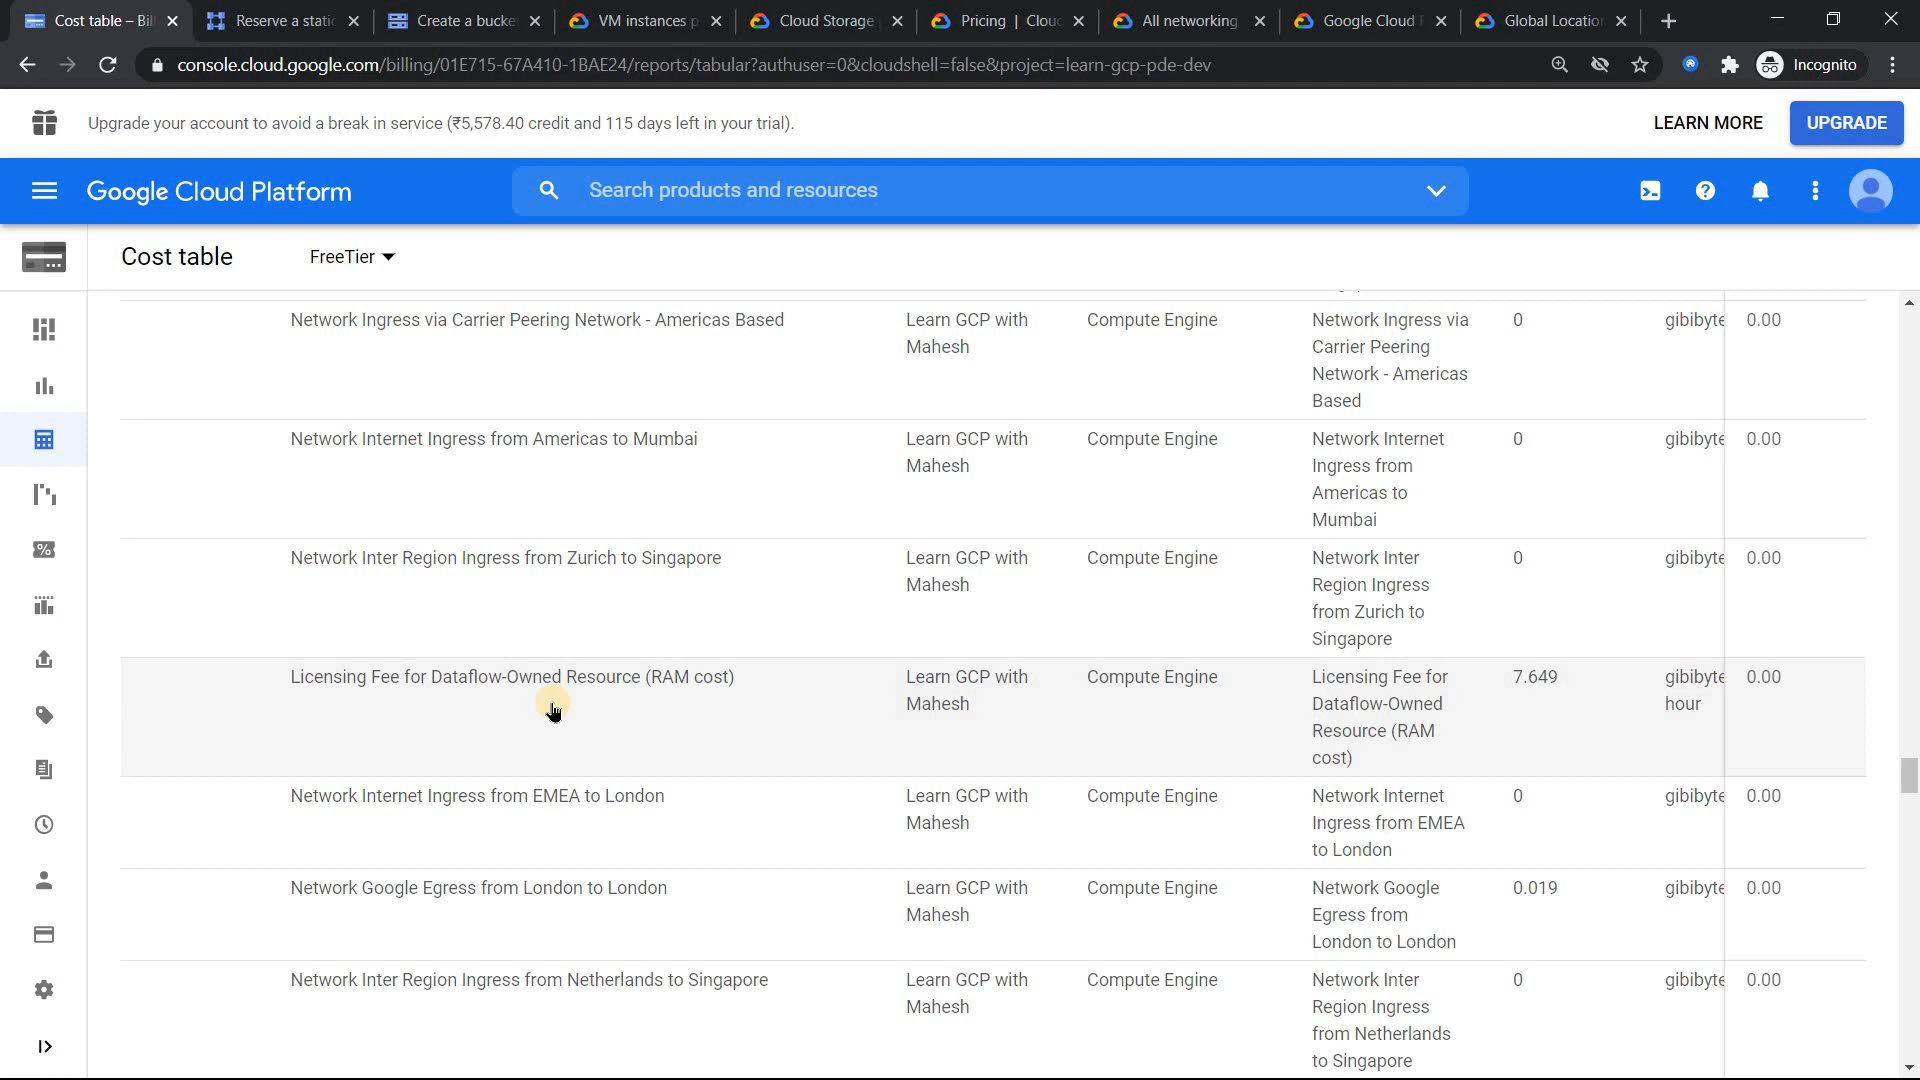 Cost table – Bil
Reserve a stati
Create a bucke
VM instances p
Cloud Storage
Pricing | Clou
All networking
Google Cloud
Global Locatio
console.cloud.google.com/billing/01E715-67A410-1BAE24/reports/tabular?authuser=0&cloudshell=false&project=learn-gcp-pde-dev
Incognito
Upgrade your account to avoid a break in service (₹5,578.40 credit and 115 days left in your trial).
LEARN MORE
UPGRADE
Google Cloud Platform
Search products and resources
Cost table
FreeTier
Network Ingress via Carrier Peering Network - Americas Based
Learn GCP with
Mahesh
Compute Engine
Network Ingress via
Carrier Peering
Network - Americas
Based
0
gibibyte
0.00
Network Internet Ingress from Americas to Mumbai
Learn GCP with
Mahesh
Compute Engine
Network Internet
Ingress from
Americas to
Mumbai
0
gibibyte
0.00
Network Inter Region Ingress from Zurich to Singapore
Learn GCP with
Mahesh
Compute Engine
Network Inter
Region Ingress
from Zurich to
Singapore
0
gibibyte
0.00
Licensing Fee for Dataflow-Owned Resource (RAM cost)
Learn GCP with
Mahesh
Compute Engine
Licensing Fee for
Dataflow-Owned
Resource (RAM
cost)
7.649
gibibyte
hour
0.00
Network Internet Ingress from EMEA to London
Learn GCP with
Mahesh
Compute Engine
Network Internet
Ingress from EMEA
to London
0
gibibyte
0.00
Network Google Egress from London to London
Learn GCP with
Mahesh
Compute Engine
Network Google
Egress from
London to London
0.019
gibibyte
0.00
Network Inter Region Ingress from Netherlands to Singapore
Learn GCP with
Mahesh
Compute Engine
Network Inter
Region Ingress
from Netherlands
to Singapore
0
gibibyte
0.00